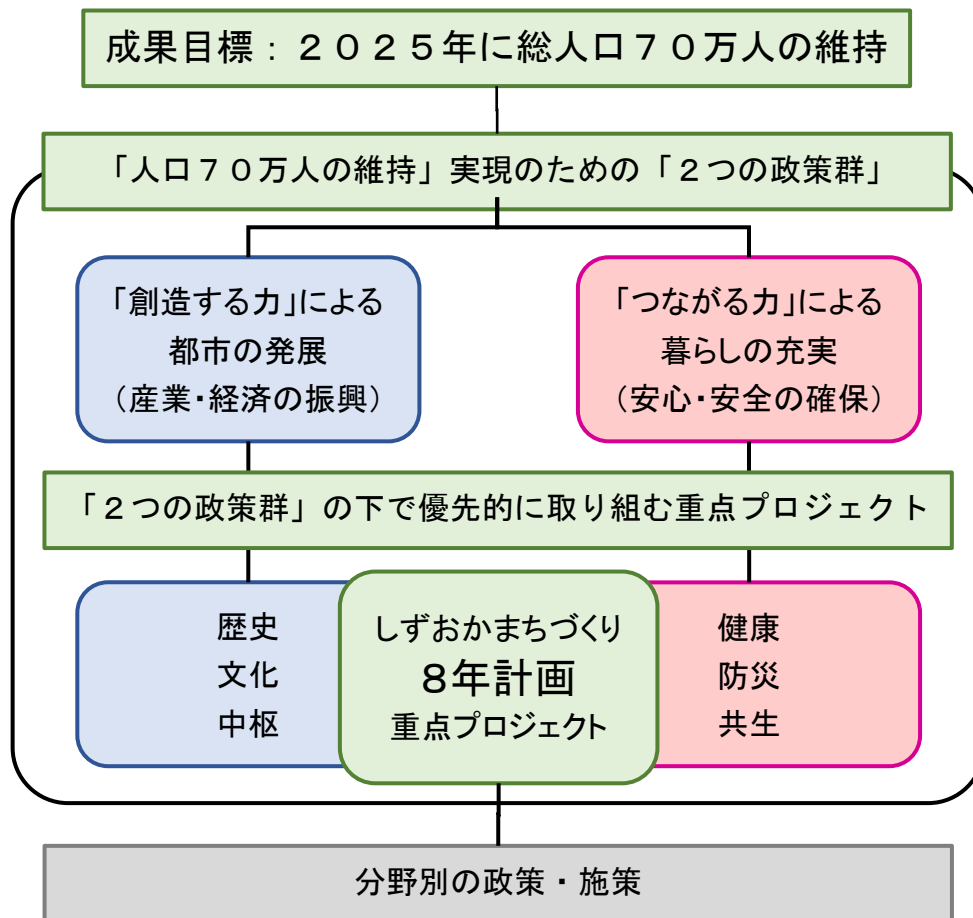 成果目標：２０２５年に総人口７０万人の維持
「人口７０万人の維持」実現のための「２つの政策群」
「創造する力」による
都市の発展
（産業・経済の振興）
「つながる力」による
暮らしの充実
（安心・安全の確保）
「２つの政策群」の下で優先的に取り組む重点プロジェクト
歴史
文化
中枢
しずおかまちづくり
８年計画
重点プロジェクト
健康
防災
共生
分野別の政策・施策